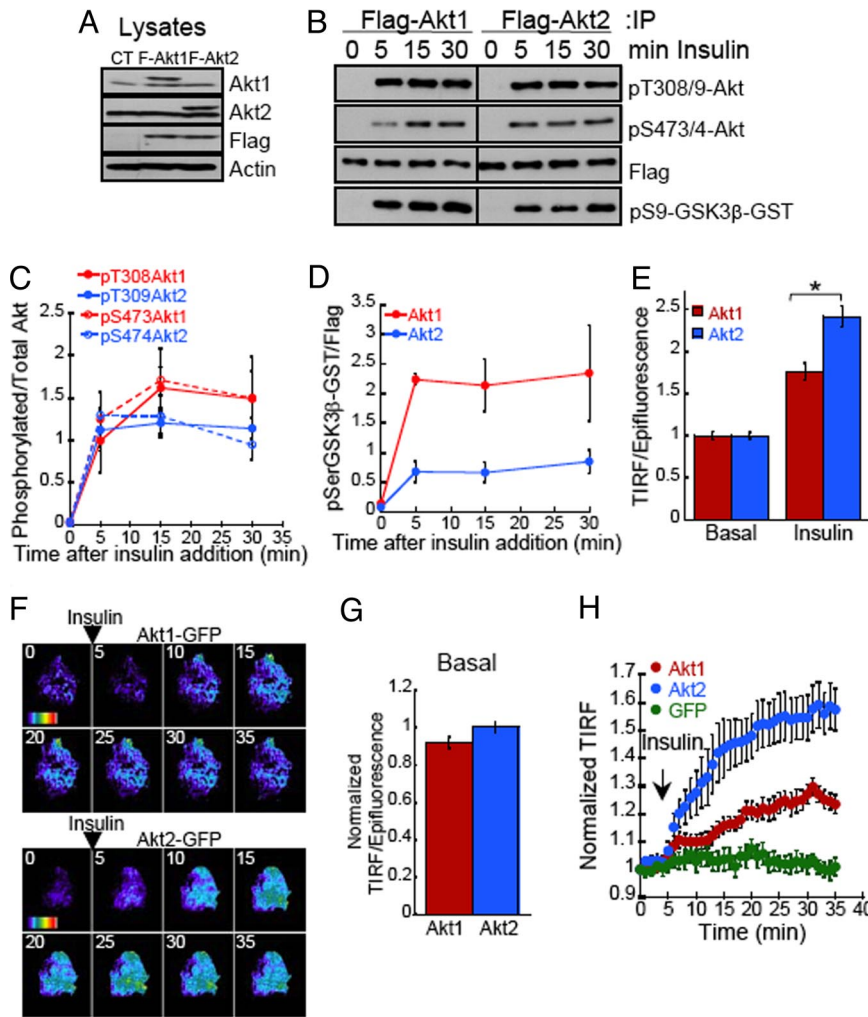 A
Lysates
CT F-Akt1F-Akt2
Akt1
Akt2
Flag
Actin
B
Flag-Akt1 Flag-Akt2 :IP
0 5 15 30 0 5 15 30 min Insulin
pT308/9-Akt
pS473/4-Akt
Flag
pS9-GSK3β-GST
C
pT308Akt1
pT309Akt2
pS473Akt1
pS474Akt2
Phosphorylated/Total Akt
2.5
2
1.5
1
0.5
0
0 5 10 15 20 25 30 35
Time after insulin addition (min)
D
Akt1
Akt2
pSerGSK3β-GST/Flag
3.5
3
2.5
2
1.5
1
0.5
0
0 5 10 15 20 25 30
Time after insulin addition (min)
E
*
Akt1
Akt2
TIRF/Epifluorescence
2.5
2.0
1.5
1
0.5
0
Basal Insulin
F
Insulin
Akt1-GFP
0 5 10 15
20 25 30 35
Insulin
Akt2-GFP
0 5 10 15
20 25 30 35
G
Basal
Normalized
TIRF/Epifluorescence
1.2
1
0.8
0.6
0.4
0.2
0
Akt1 Akt2
H
Akt1
Akt2
GFP
Insulin
Normalized TIRF
1.7
1.6
1.5
1.4
1.3
1.2
1.1
1
0.9
0 5 10 15 20 25 30 35 40
Time (min)